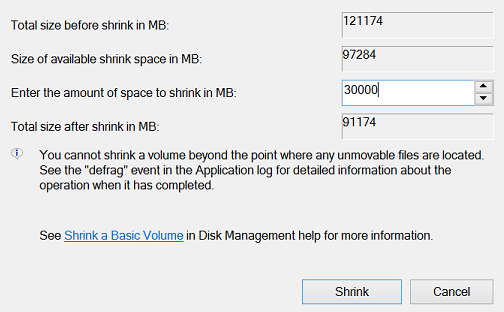 Total size before shrink in MB: 121174
Size of available shrink space in MB: 97284
Enter the amount of space to shrink in MB: 30000
Total size after shrink in MB: 91174
You cannot shrink a volume beyond the point where any unmovable files are located.
See the "defrag" event in the Application log for detailed information about the
operation when it has completed.
See Shrink a Basic Volume in Disk Management help for more information.
Shrink Cancel